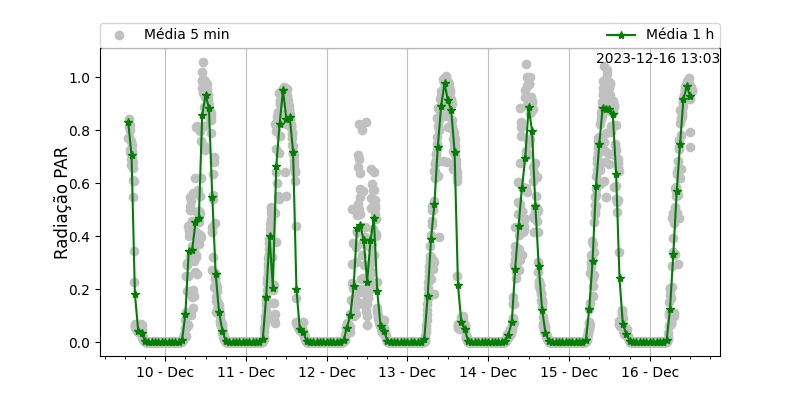 Média 5 min
Média 1 h
2023-12-16 13:03
Radiação PAR
1.0
0.8
0.6
0.4
0.2
0.0
10 - Dec
11 - Dec
12 - Dec
13 - Dec
14 - Dec
15 - Dec
16 - Dec